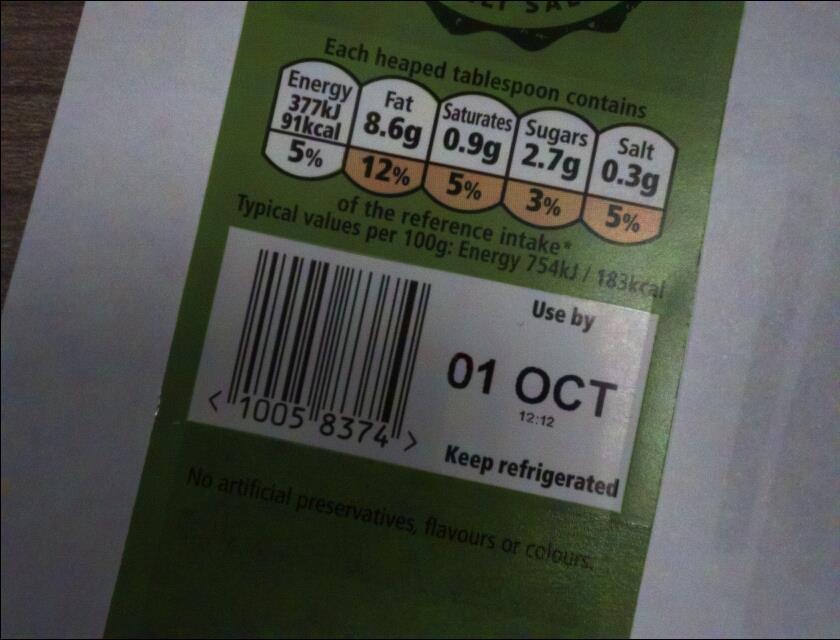 Each heaped tablespoon contains
Energy 377kJ 91kcal 5%
Fat 8.6g 12%
Saturates 0.9g 5%
Sugars 2.7g 3%
Salt 0.3g 5%
of the reference intake*
Typical values per 100g: Energy 754kJ / 183kcal
Use by
01 OCT
12:12
< 1005 8374 >
Keep refrigerated
No artificial preservatives, flavours or colours.